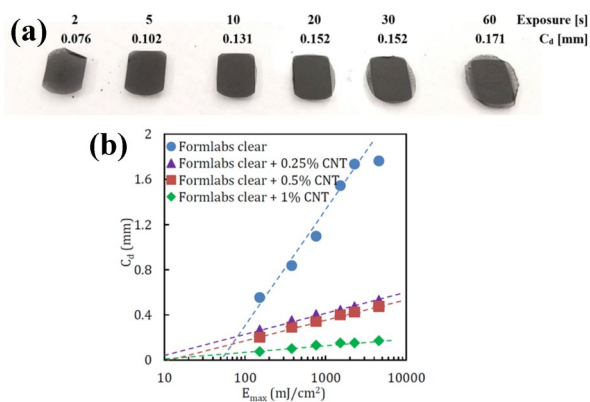 (a)
2 5 10 20 30 60 Exposure [s]
0.076 0.102 0.131 0.152 0.152 0.171 Cd [mm]
(b)
2
Formlabs clear
Formlabs clear + 0.25% CNT
1.6
Formlabs clear + 0.5% CNT
Formlabs clear + 1% CNT
1.2
Cd (mm)
0.8
0.4
0
10 100 1000 10000
Emax (mJ/cm²)